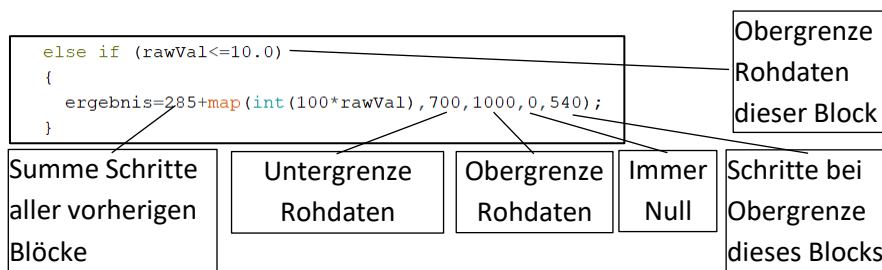 else if (rawVal<=10.0)
{
ergebnis=285+map(int(100*rawVal),700,1000,0,540);
}
Obergrenze
Rohdaten
dieser Block
Summe Schritte
aller vorherigen
Blöcke
Untergrenze
Rohdaten
Obergrenze
Rohdaten
Immer
Null
Schritte bei
Obergrenze
dieses Blocks